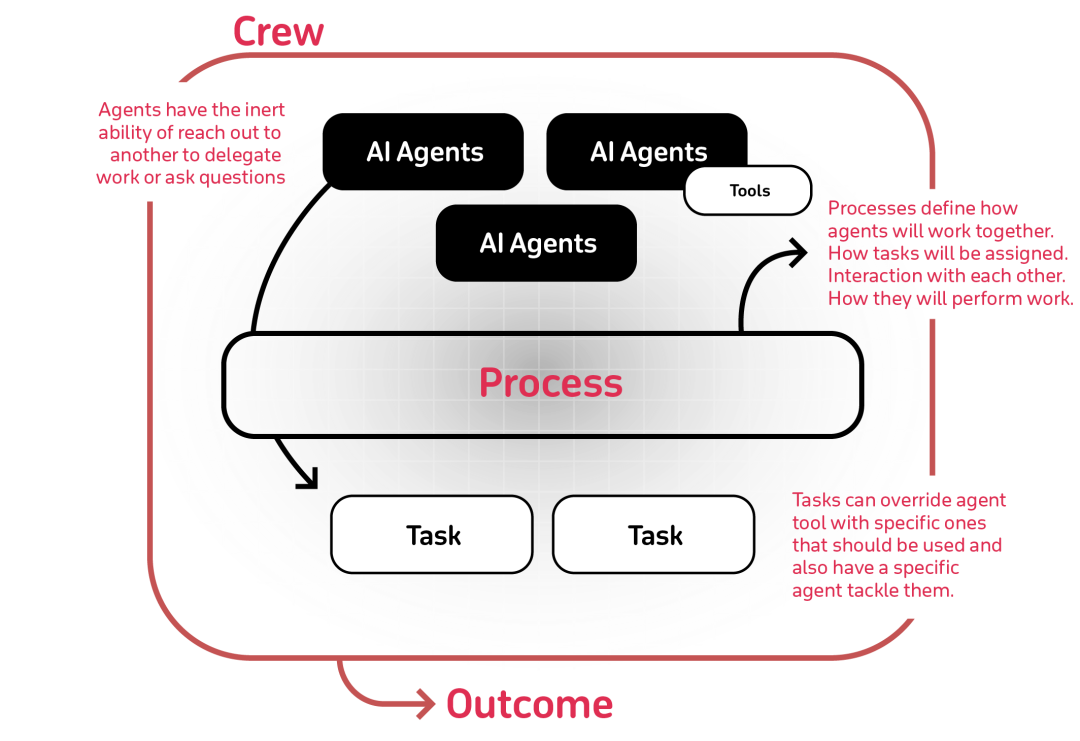 Crew
Agents have the inert
ability of reach out to
another to delegate
work or ask questions
AI Agents
AI Agents
Tools
AI Agents
Processes define how
agents will work together.
How tasks will be assigned.
Interaction with each other.
How they will perform work.
Process
Task
Task
Tasks can override agent
tool with specific ones
that should be used and
also have a specific
agent tackle them.
Outcome